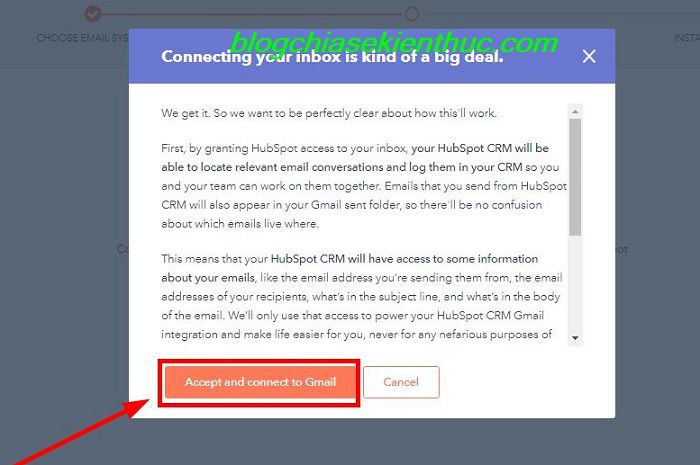 CHOOSE EMAIL SYS
INSTA
blogchiasekienthuc.com
Connecting your inbox is kind of a big deal.
We get it. So we want to be perfectly clear about how this'll work.
First, by granting HubSpot access to your inbox, your HubSpot CRM will be
able to locate relevant email conversations and log them in your CRM so you
and your team can work on them together. Emails that you send from HubSpot
CRM will also appear in your Gmail sent folder, so there'll be no confusion
about which emails live where.
Co
pot
This means that your HubSpot CRM will have access to some information
about your emails, like the email address you're sending them from, the email
addresses of your recipients, what's in the subject line, and what's in the body
of the email. We'll only use that access to power your HubSpot CRM Gmail
integration and make life easier for you, never for any nefarious purposes of
Accept and connect to Gmail
Cancel